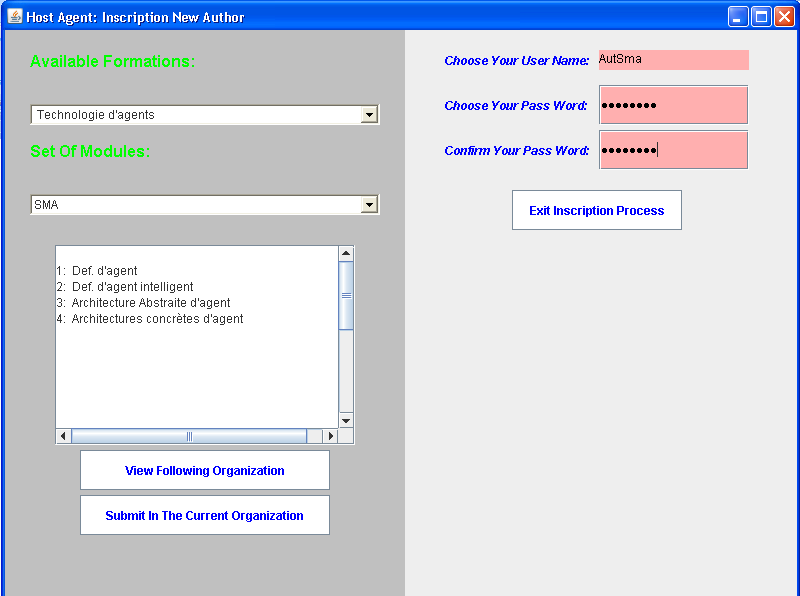 Host Agent: Inscription New Author
Available Formations:
Technologie d'agents
Set Of Modules:
SMA
1: Def. d'agent
2: Def. d'agent intelligent
3: Architecture Abstraite d'agent
4: Architectures concrètes d'agent
View Following Organization
Submit In The Current Organization
Choose Your User Name: AutSma
Choose Your Pass Word: ••••••••
Confirm Your Pass Word: ••••••••
Exit Inscription Process